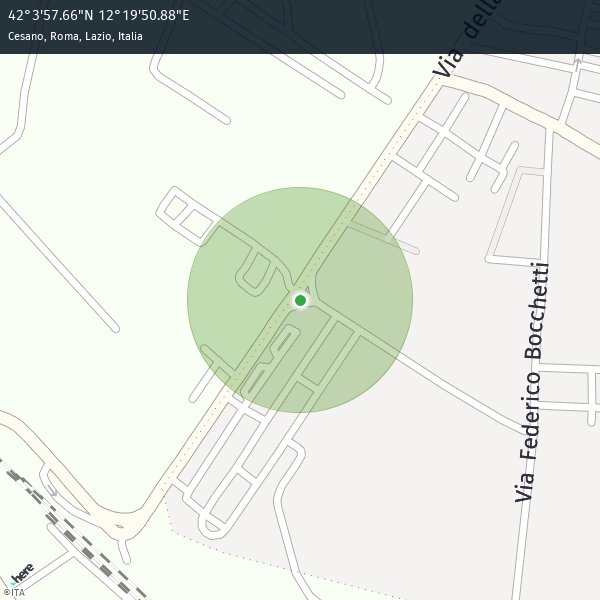 42°3'57.66"N 12°19'50.88"E
Cesano, Roma, Lazio, Italia
Via della
Via Federico Bocchetti
here
© ITA